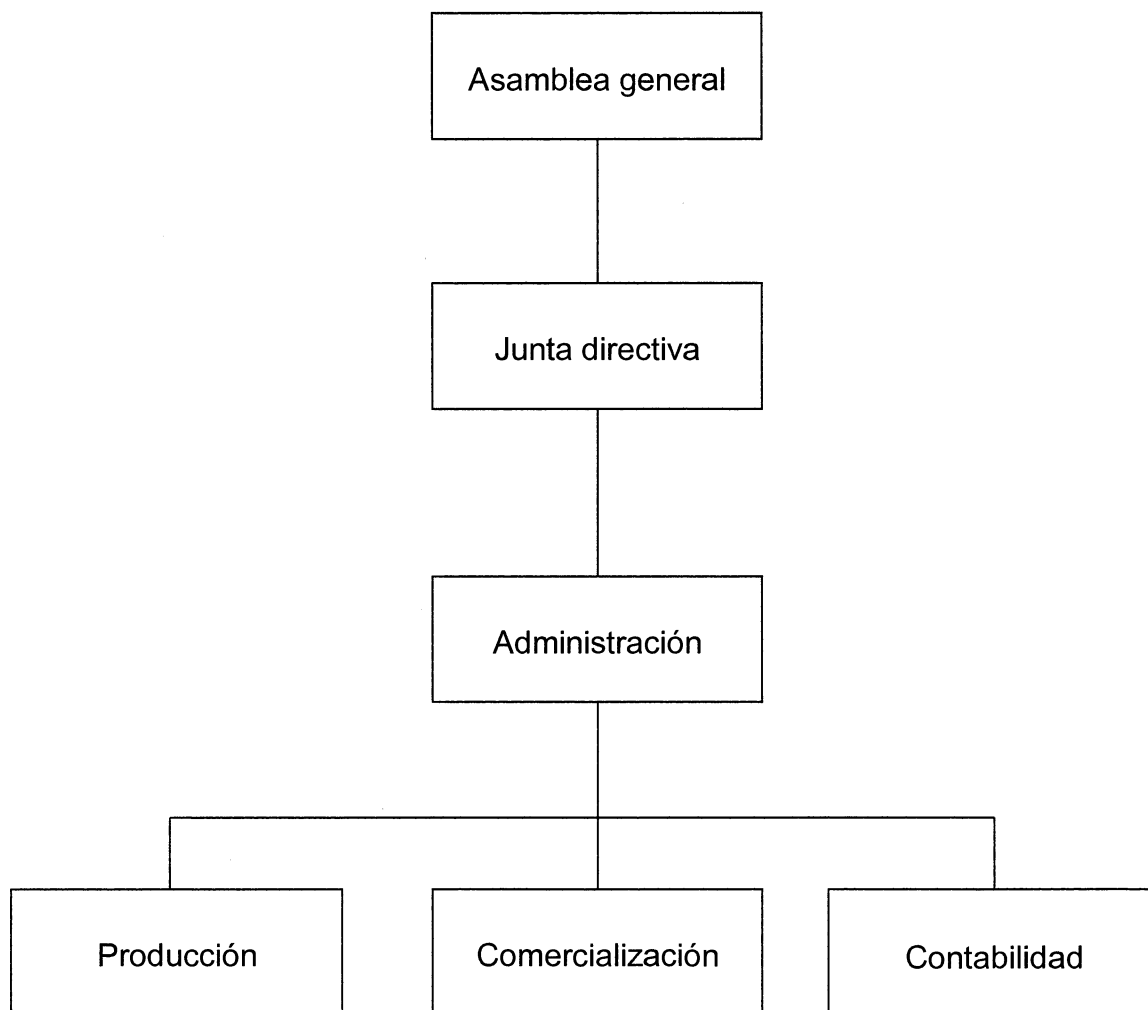 Asamblea general
Junta directiva
Administración
Producción
Comercialización
Contabilidad